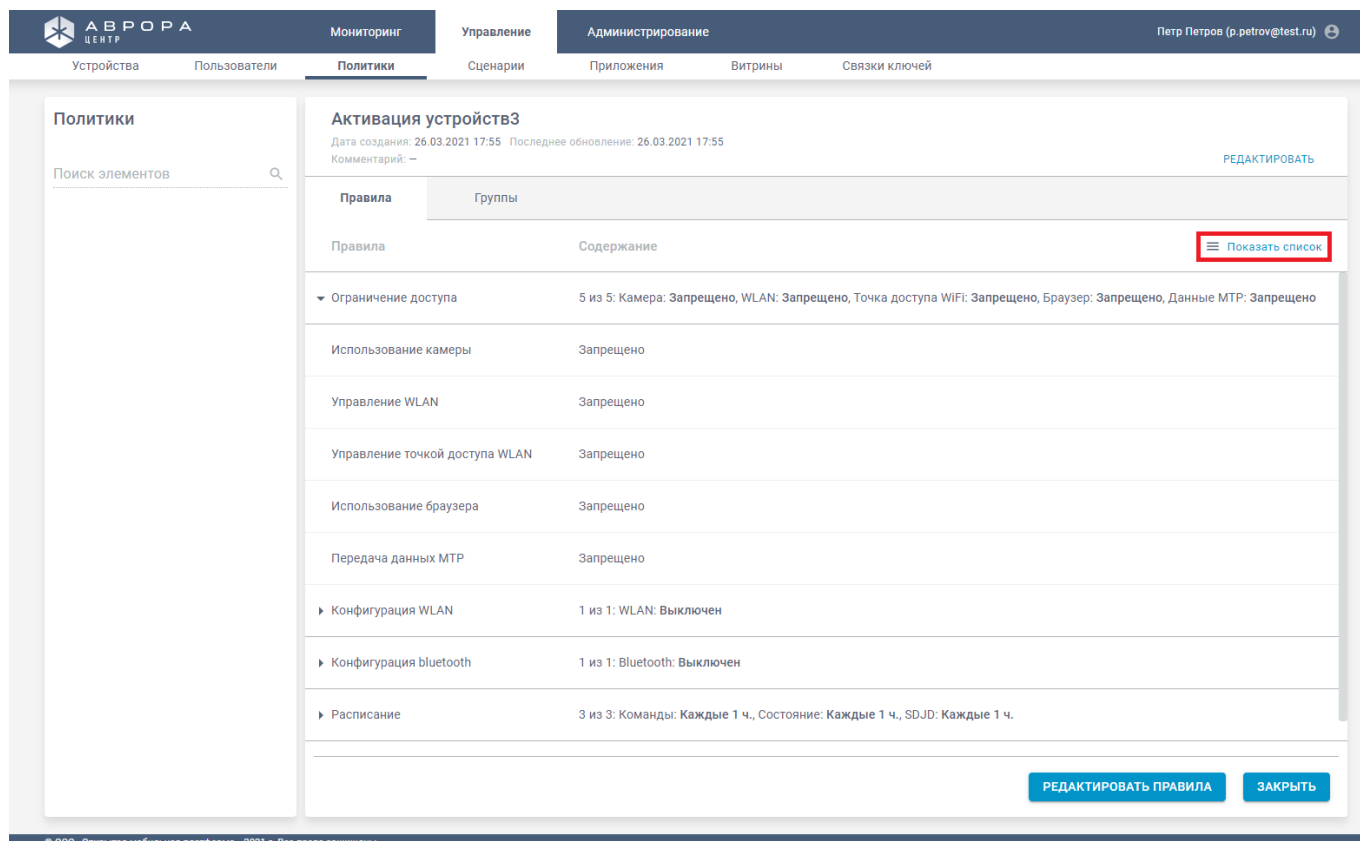 АВРОРА
ЦЕНТР
Мониторинг Управление Администрирование Петр Петров (p.petrov@test.ru)
Устройства Пользователи Политики Сценарии Приложения Витрины Связки ключей
Политики
Поиск элементов
Активация устройств3
Дата создания: 26.03.2021 17:55 Последнее обновление: 26.03.2021 17:55
Комментарий: —
РЕДАКТИРОВАТЬ
Правила Группы
Правила Содержание Показать список
Ограничение доступа 5 из 5: Камера: Запрещено, WLAN: Запрещено, Точка доступа WiFi: Запрещено, Браузер: Запрещено, Данные MTP: Запрещено
Использование камеры Запрещено
Управление WLAN Запрещено
Управление точкой доступа WLAN Запрещено
Использование браузера Запрещено
Передача данных MTP Запрещено
Конфигурация WLAN 1 из 1: WLAN: Выключен
Конфигурация bluetooth 1 из 1: Bluetooth: Выключен
Расписание 3 из 3: Команды: Каждые 1 ч., Состояние: Каждые 1 ч., SDJD: Каждые 1 ч.
РЕДАКТИРОВАТЬ ПРАВИЛА ЗАКРЫТЬ